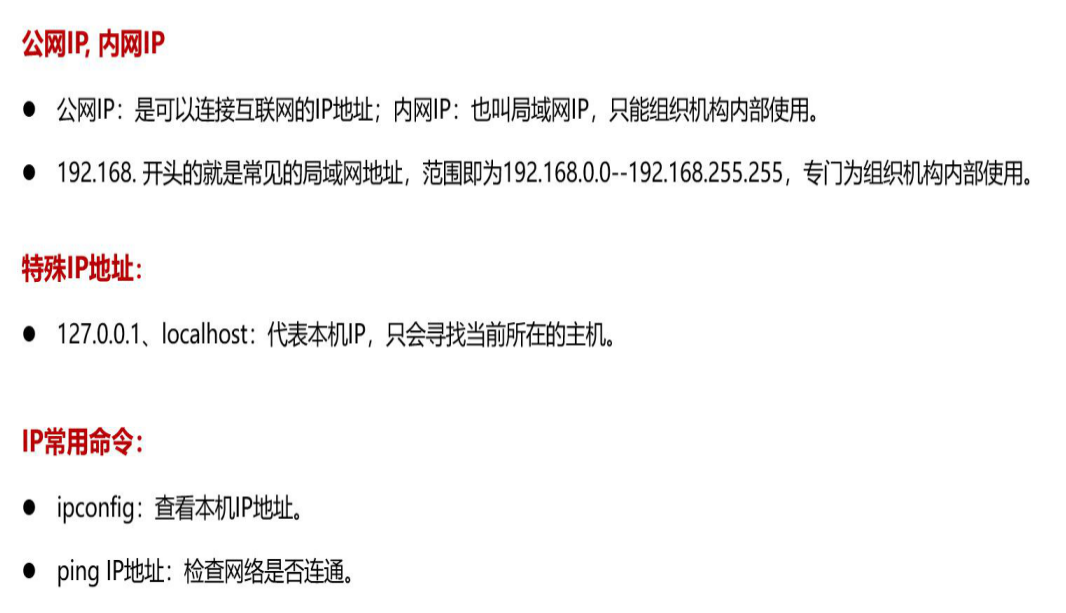 公网IP, 内网IP
● 公网IP：是可以连接互联网的IP地址；内网IP：也叫局域网IP，只能组织机构内部使用。
● 192.168. 开头的就是常见的局域网地址，范围即为192.168.0.0--192.168.255.255，专门为组织机构内部使用。
特殊IP地址：
● 127.0.0.1、localhost：代表本机IP，只会寻找当前所在的主机。
IP常用命令：
● ipconfig：查看本机IP地址。
● ping IP地址：检查网络是否连通。